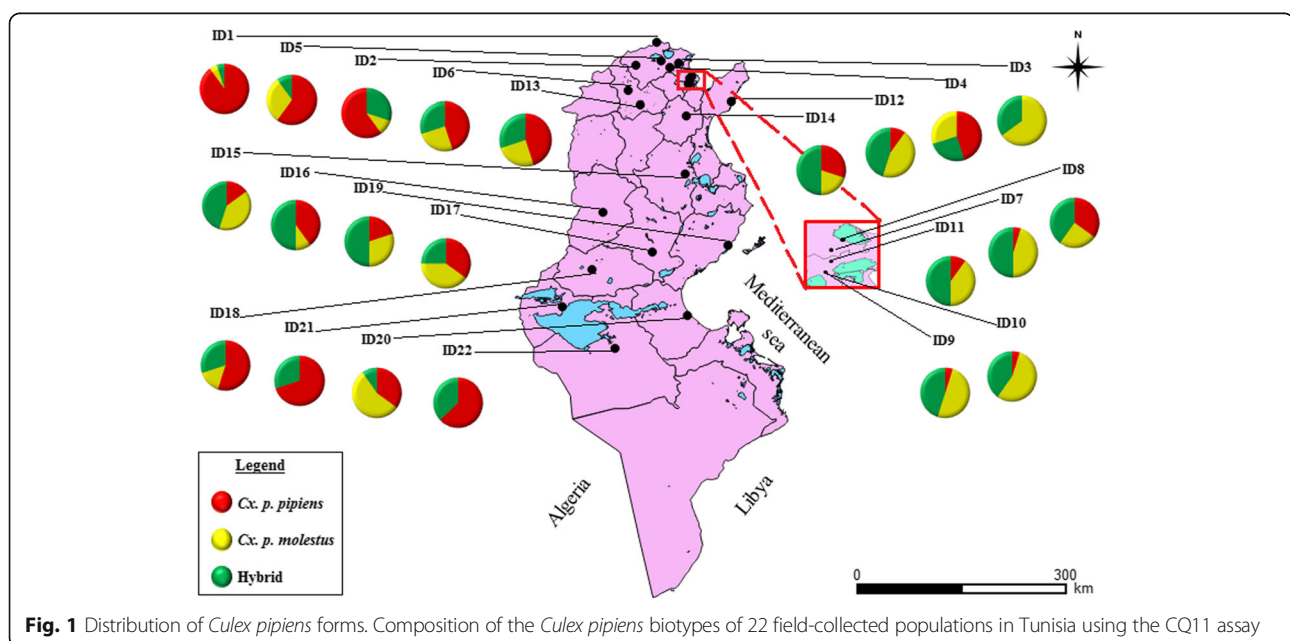 ID1
N
ID5
ID2
ID3
ID6
ID4
ID13
ID12
ID14
ID15
ID8
ID16
ID7
ID19
ID11
ID17
Mediterranean
sea
ID18
ID21
ID10
ID20
ID9
ID22
Legend
Cx. p. pipiens
Cx. p. molestus
Hybrid
Algeria
Libya
0 300
km
Fig. 1 Distribution of Culex pipiens forms. Composition of the Culex pipiens biotypes of 22 field-collected populations in Tunisia using the CQ11 assay